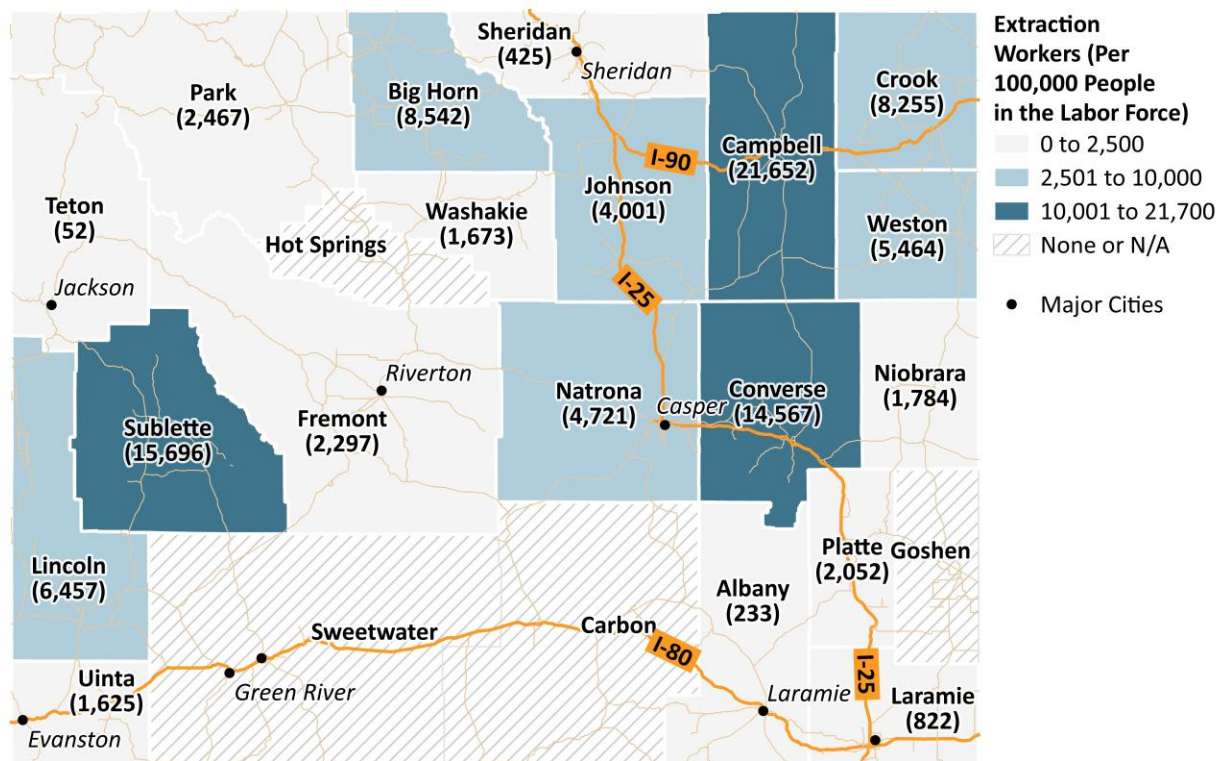 Sheridan
(425)
Sheridan
Park
(2,467)
Big Horn
(8,542)
Crook
(8,255)
I-90
Campbell
(21,652)
Johnson
(4,001)
Teton
(52)
Washakie
(1,673)
Hot Springs
Weston
(5,464)
Jackson
I-25
Riverton
Natrona
(4,721)
Casper
Converse
(14,567)
Niobrara
(1,784)
Sublette
(15,696)
Fremont
(2,297)
Lincoln
(6,457)
Platte
(2,052)
Goshen
Albany
(233)
Sweetwater
Carbon
I-80
I-25
Uinta
(1,625)
Green River
Laramie
Laramie
(822)
Evanston
Extraction
Workers (Per
100,000 People
in the Labor Force)
0 to 2,500
2,501 to 10,000
10,001 to 21,700
None or N/A
Major Cities